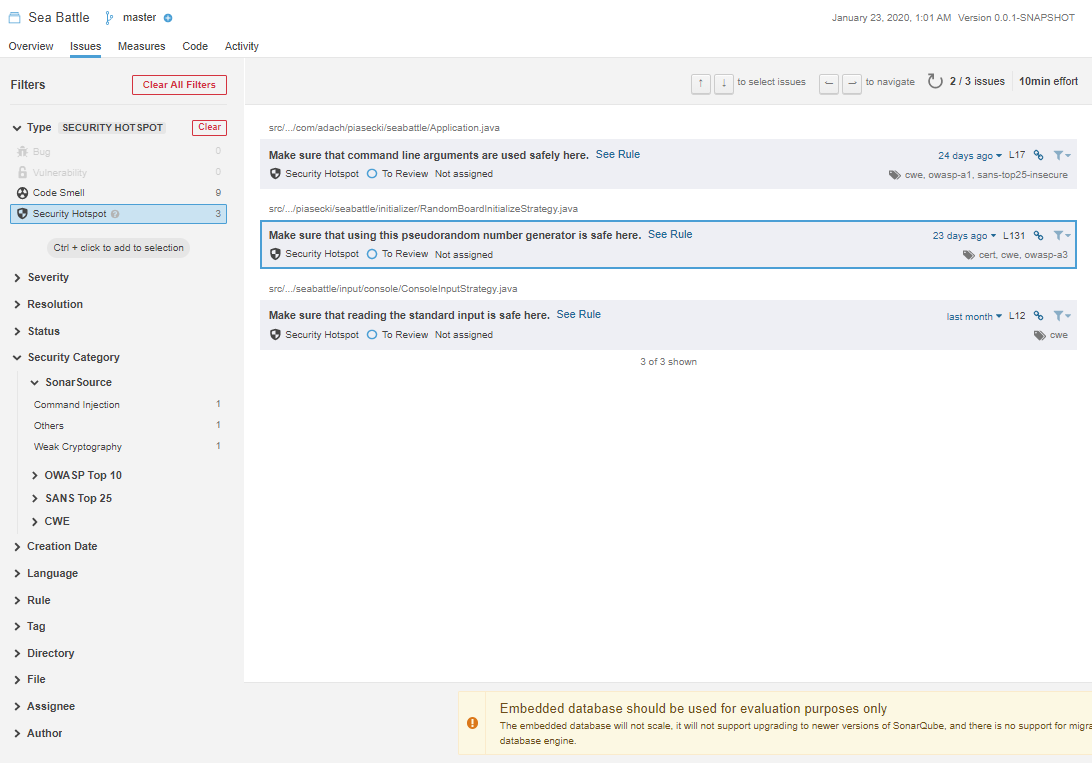 Sea Battle master
January 23, 2020, 1:01 AM Version 0.0.1-SNAPSHOT
Overview Issues Measures Code Activity
Filters
Clear All Filters
Type SECURITY HOTSPOT Clear
Bug 0
Vulnerability 0
Code Smell 9
Security Hotspot ? 3
Ctrl + click to add to selection
Severity
Resolution
Status
Security Category
SonarSource
Command Injection 1
Others 1
Weak Cryptography 1
OWASP Top 10
SANS Top 25
CWE
Creation Date
Language
Rule
Tag
Directory
File
Assignee
Author
↑ ↓ to select issues ← → to navigate 2 / 3 issues 10min effort
src/.../com/adach/piasecki/seabattle/Application.java
Make sure that command line arguments are used safely here. See Rule
24 days ago L17
Security Hotspot To Review Not assigned
cwe, owasp-a1, sans-top25-insecure
src/.../piasecki/seabattle/initializer/RandomBoardInitializeStrategy.java
Make sure that using this pseudorandom number generator is safe here. See Rule
23 days ago L131
Security Hotspot To Review Not assigned
cert, cwe, owasp-a3
src/.../seabattle/input/console/ConsoleInputStrategy.java
Make sure that reading the standard input is safe here. See Rule
last month L12
Security Hotspot To Review Not assigned
cwe
3 of 3 shown
Embedded database should be used for evaluation purposes only
The embedded database will not scale, it will not support upgrading to newer versions of SonarQube, and there is no support for migra
database engine.